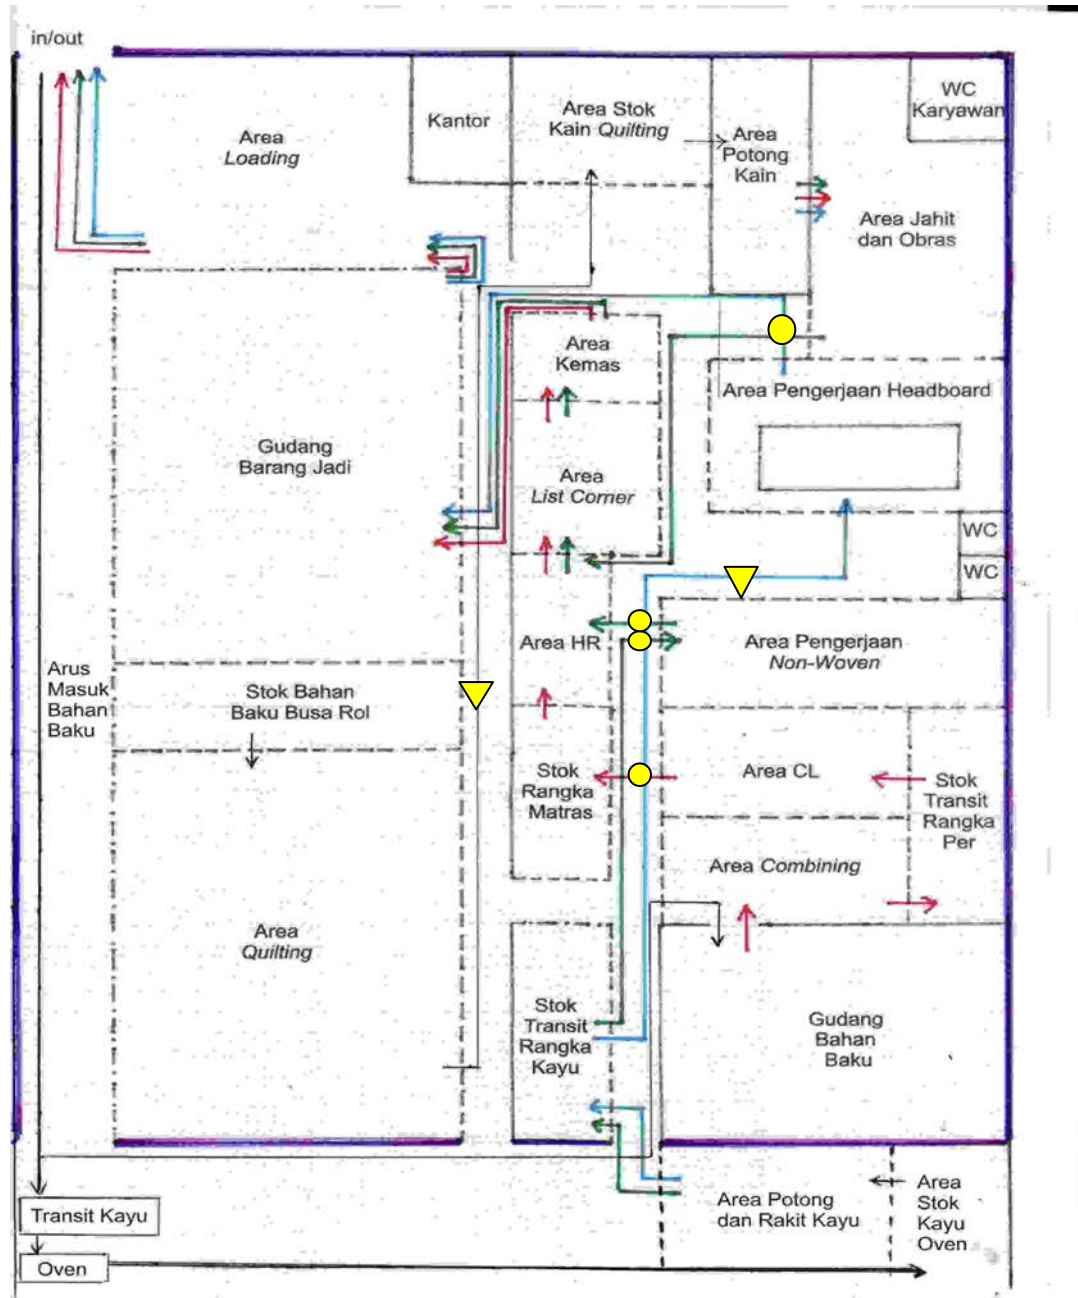 in/out
Area
Loading
Kantor
Area Stok
Kain Quilting
Area
Potong
Kain
WC
Karyawan
Area Jahit
dan Obras
Area
Kemas
Area Pengerjaan Headboard
Gudang
Barang Jadi
Area
List Corner
WC
WC
Area HR
Area Pengerjaan
Non-Woven
Arus
Masuk
Bahan
Baku
Stok Bahan
Baku Busa Rol
Stok
Rangka
Matras
Area CL
Stok
Transit
Rangka
Per
Area Combining
Area
Quilting
Stok
Transit
Rangka
Kayu
Gudang
Bahan
Baku
Transit Kayu
Oven
Area Potong
dan Rakit Kayu
Area
Stok
Kayu
Oven